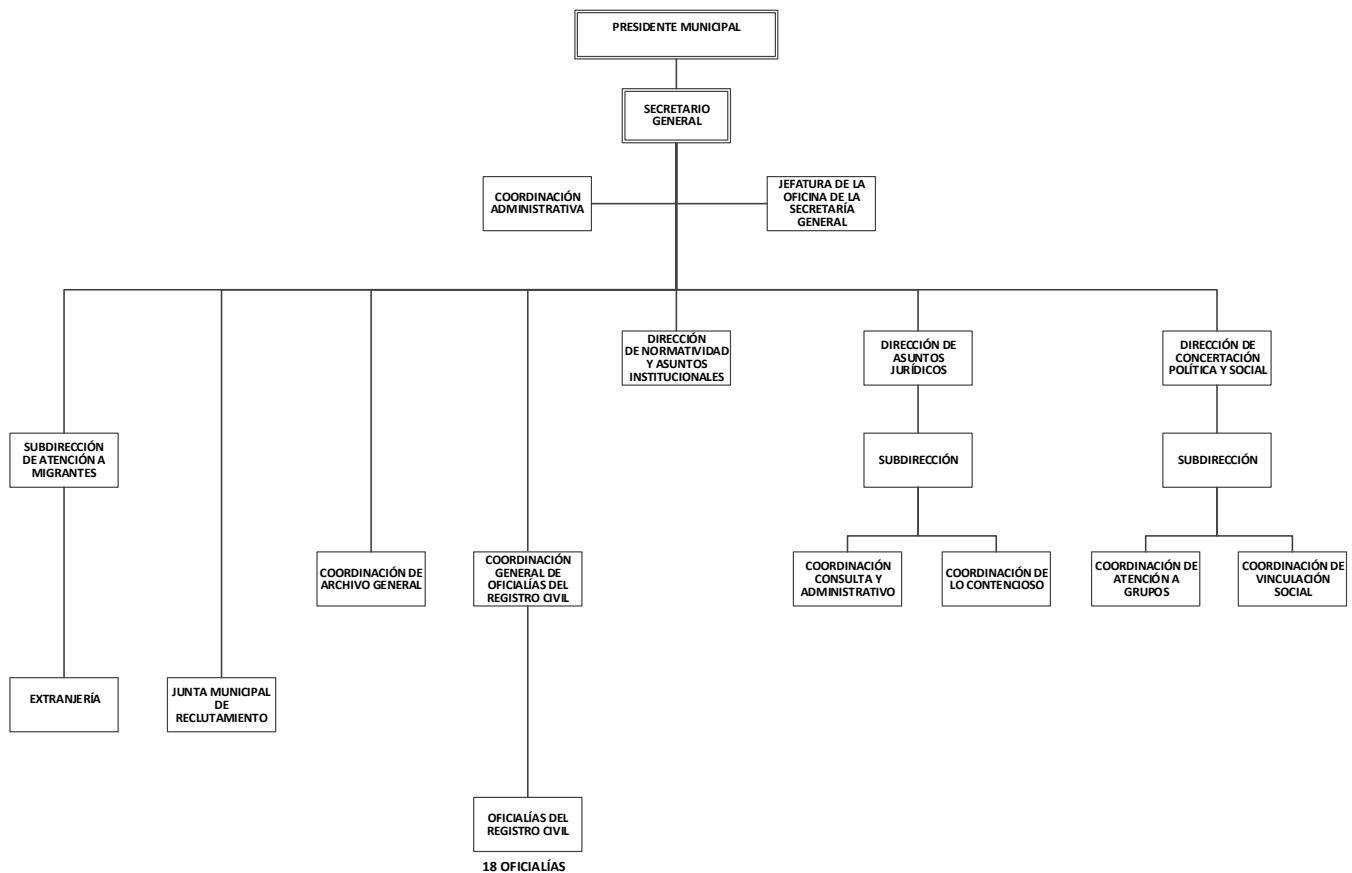 PRESIDENTE MUNICIPAL
SECRETARIO
GENERAL
COORDINACIÓN
ADMINISTRATIVA
JEFATURA DE LA
OFICINA DE LA
SECRETARÍA
GENERAL
DIRECCIÓN
DE NORMATIVIDAD
Y ASUNTOS
INSTITUCIONALES
DIRECCIÓN DE
ASUNTOS
JURÍDICOS
DIRECCIÓN DE
CONCERTACIÓN
POLÍTICA Y SOCIAL
SUBDIRECCIÓN
DE ATENCIÓN A
MIGRANTES
SUBDIRECCIÓN
SUBDIRECCIÓN
COORDINACIÓN DE
ARCHIVO GENERAL
COORDINACIÓN
GENERAL DE
OFICIALÍAS DEL
REGISTRO CIVIL
COORDINACIÓN
CONSULTA Y
ADMINISTRATIVO
COORDINACIÓN DE
LO CONTENCIOSO
COORDINACIÓN DE
ATENCIÓN A
GRUPOS
COORDINACIÓN DE
VINCULACIÓN
SOCIAL
EXTRANJERÍA
JUNTA MUNICIPAL
DE
RECLUTAMIENTO
OFICIALÍAS DEL
REGISTRO CIVIL
18 OFICIALÍAS